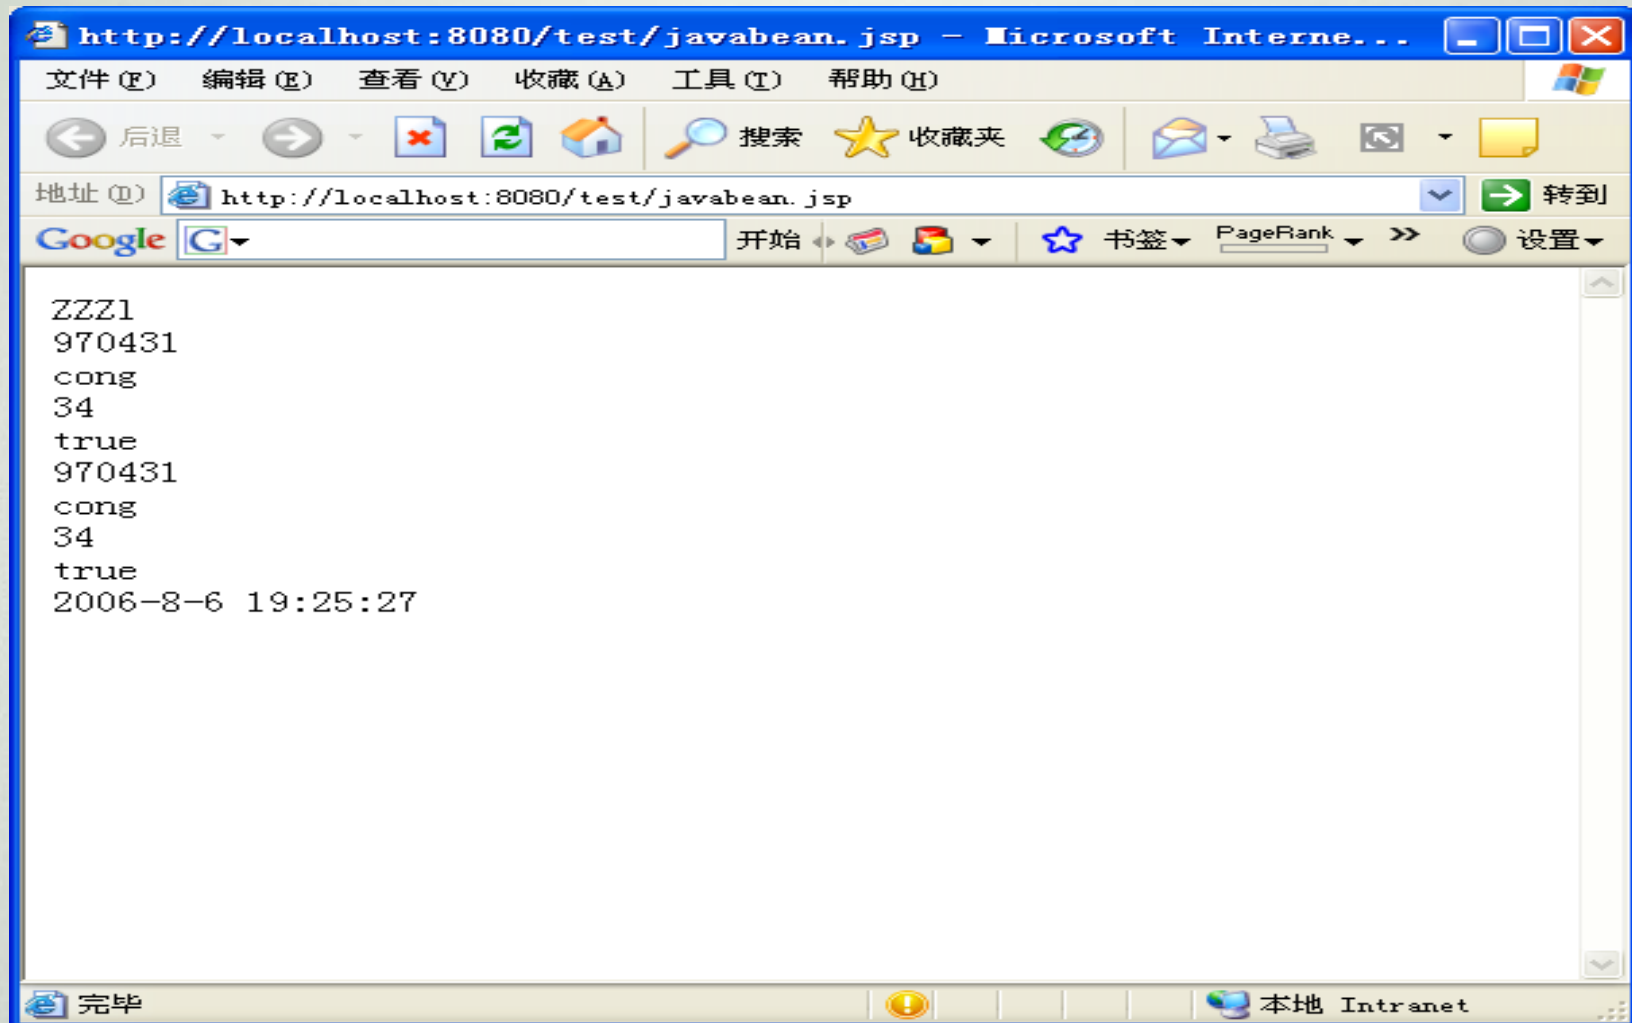 http://localhost:8080/test/javabean.jsp - Microsoft Interne...
文件(F) 编辑(E) 查看(V) 收藏(A) 工具(T) 帮助(H)
后退 搜索 收藏夹
地址(D) http://localhost:8080/test/javabean.jsp 转到
Google G 开始 书签 PageRank » 设置
ZZZ1
970431
cong
34
true
970431
cong
34
true
2006-8-6 19:25:27
完毕 本地 Intranet